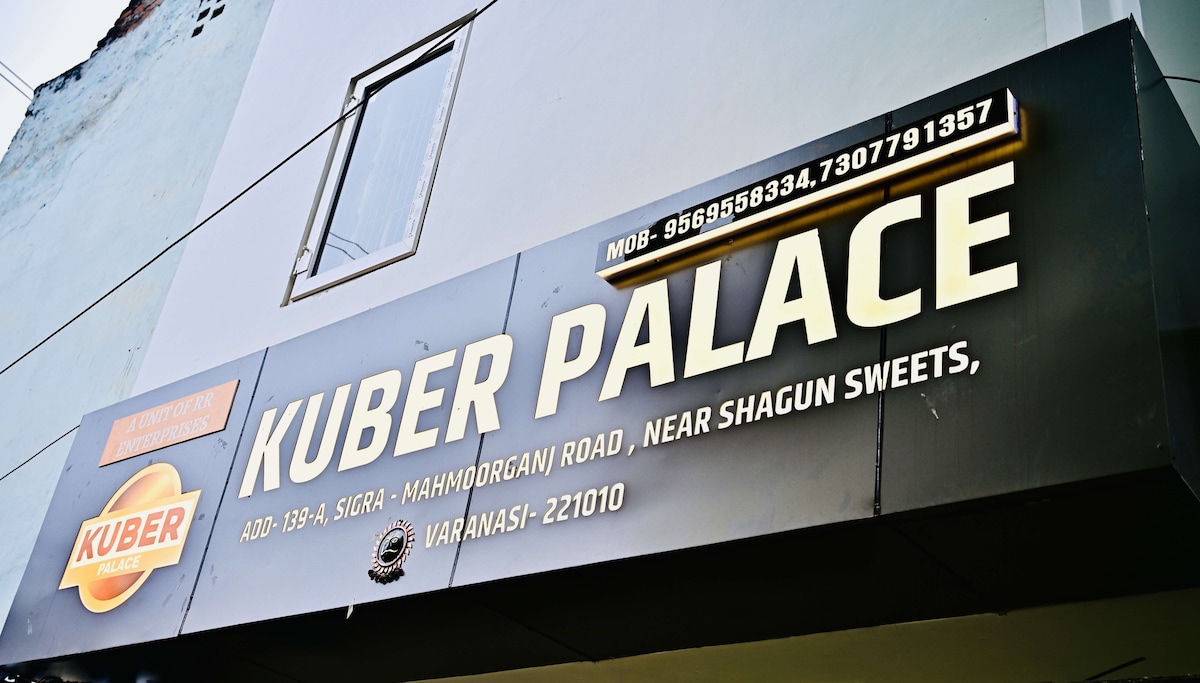 MOB- 9569558334,7307791357
KUBER PALACE
ADD- 139-A, SIGRA - MAHMOORGANJ ROAD , NEAR SHAGUN SWEETS,
VARANASI- 221010
A UNIT OF RR
ENTERPRISES
KUBER
PALACE